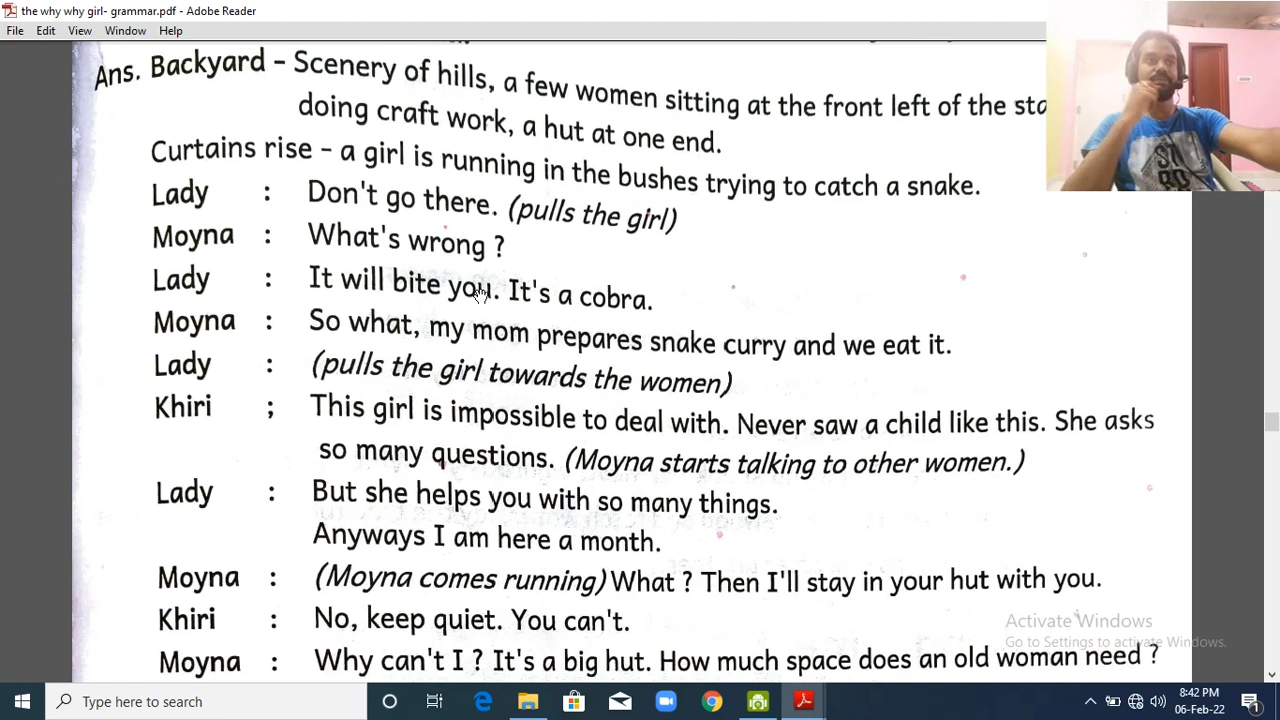 the why why girl- grammar.pdf - Adobe Reader
File Edit View Window Help
Ans. Backyard - Scenery of hills, a few women sitting at the front left of the
doing craft work, a hut at one end.
Curtains rise - a girl is running in the bushes trying to catch a snake.
Lady : Don't go there. (pulls the girl)
Moyna : What's wrong ?
Lady : It will bite you. It's a cobra.
Moyna : So what, my mom prepares snake curry and we eat it.
Lady : (pulls the girl towards the women)
Khiri ; This girl is impossible to deal with. Never saw a child like this. She asks
so many questions. (Moyna starts talking to other women.)
Lady : But she helps you with so many things.
Anyways I am here a month.
Moyna : (Moyna comes running) What ? Then I'll stay in your hut with you.
Khiri : No, keep quiet. You can't.
Moyna : Why can't I ? It's a big hut. How much space does an old woman need ?
Activate Windows
Go to Settings to activate Windows.
Type here to search
8:42 PM
06-Feb-22